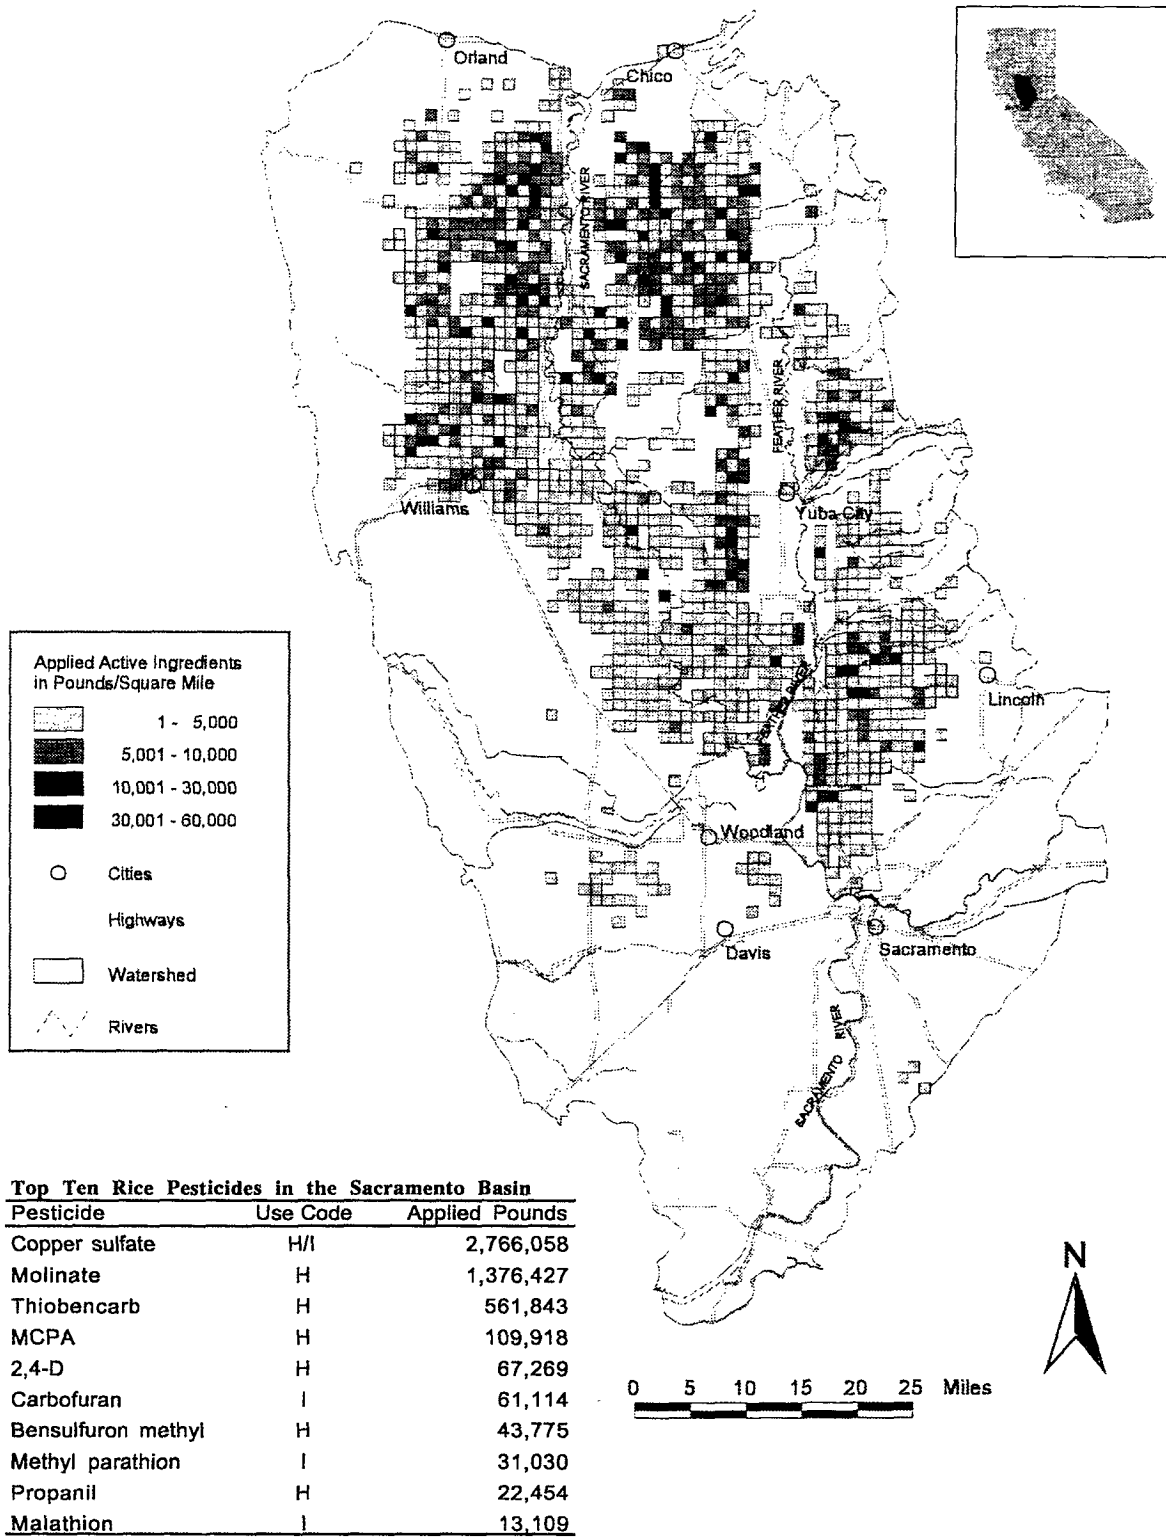 Orland
Chico
SACRAMENTO RIVER
FEATHER RIVER
Williams
Yuba City
Applied Active Ingredients
in Pounds/Square Mile
1 - 5,000
5,001 - 10,000
10,001 - 30,000
30,001 - 60,000
Cities
Highways
Watershed
Rivers
FEATHER RIVER
Lincoln
Woodland
Davis
Sacramento
SACRAMENTO RIVER
Top Ten Rice Pesticides in the Sacramento Basin
Pesticide Use Code Applied Pounds
Copper sulfate H/I 2,766,058
Molinate H 1,376,427
Thiobencarb H 561,843
MCPA H 109,918
2,4-D H 67,269
Carbofuran I 61,114
Bensulfuron methyl H 43,775
Methyl parathion I 31,030
Propanil H 22,454
Malathion I 13,109
N
0 5 10 15 20 25 Miles